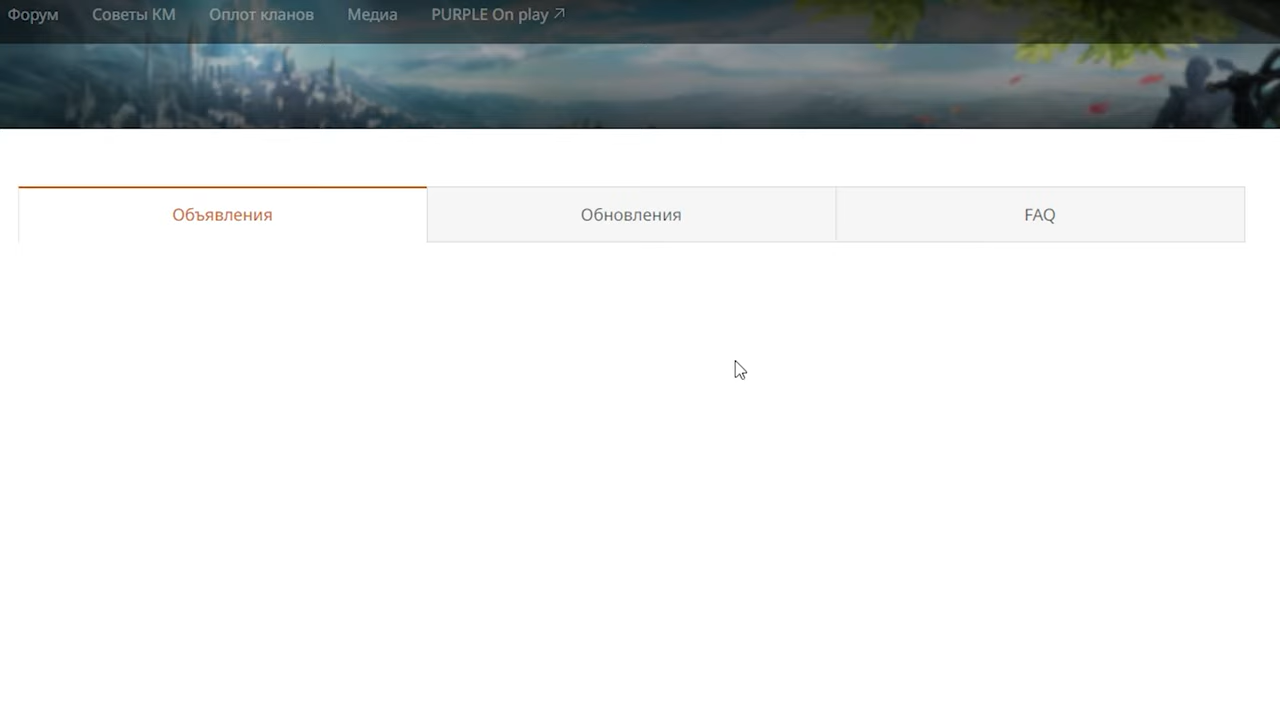 Форум Советы КМ Оплот кланов Медиа PURPLE On play
Объявления Обновления FAQ